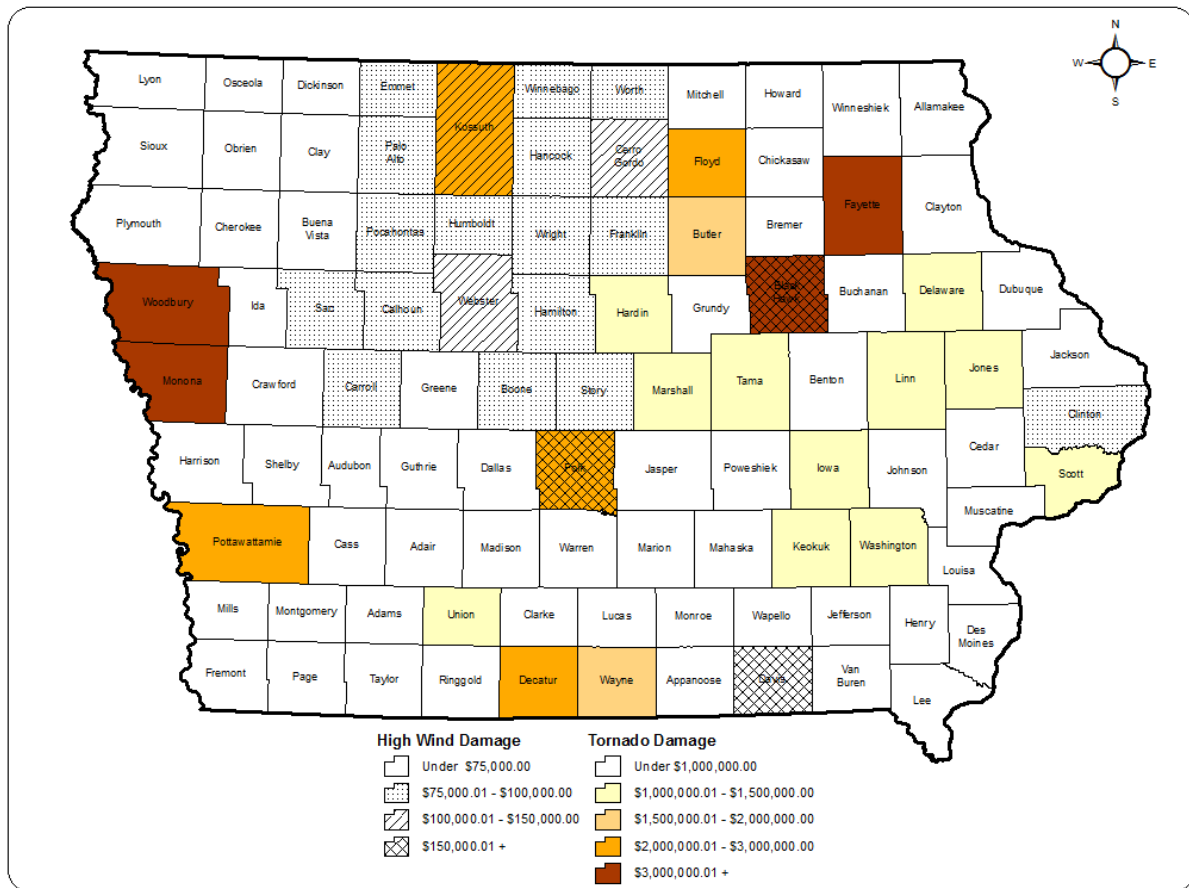 N
W E
S
Lyon
Osceola
Dickinson
Emmet
Kossuth
Winnebago
Worth
Mitchell
Howard
Winneshiek
Allamakee
Sioux
Obrien
Clay
Palo
Alto
Hancock
Cerro
Gordo
Floyd
Chickasaw
Fayette
Clayton
Plymouth
Cherokee
Buena
Vista
Pocahontas
Humboldt
Wright
Franklin
Butler
Bremer
Woodbury
Ida
Sac
Calhoun
Webster
Hamilton
Hardin
Grundy
Black
Hawk
Buchanan
Delaware
Dubuque
Monona
Crawford
Carroll
Greene
Boone
Story
Marshall
Tama
Benton
Linn
Jones
Jackson
Clinton
Harrison
Shelby
Audubon
Guthrie
Dallas
Polk
Jasper
Poweshiek
Iowa
Johnson
Cedar
Scott
Muscatine
Pottawattamie
Cass
Adair
Madison
Warren
Marion
Mahaska
Keokuk
Washington
Louisa
Mills
Montgomery
Adams
Union
Clarke
Lucas
Monroe
Wapello
Jefferson
Henry
Des
Moines
Fremont
Page
Taylor
Ringgold
Decatur
Wayne
Appanoose
Davis
Van
Buren
Lee
High Wind Damage
Under $75,000.00
$75,000.01 - $100,000.00
$100,000.01 - $150,000.00
$150,000.01 +
Tornado Damage
Under $1,000,000.00
$1,000,000.01 - $1,500,000.00
$1,500,000.01 - $2,000,000.00
$2,000,000.01 - $3,000,000.00
$3,000,000.01 +